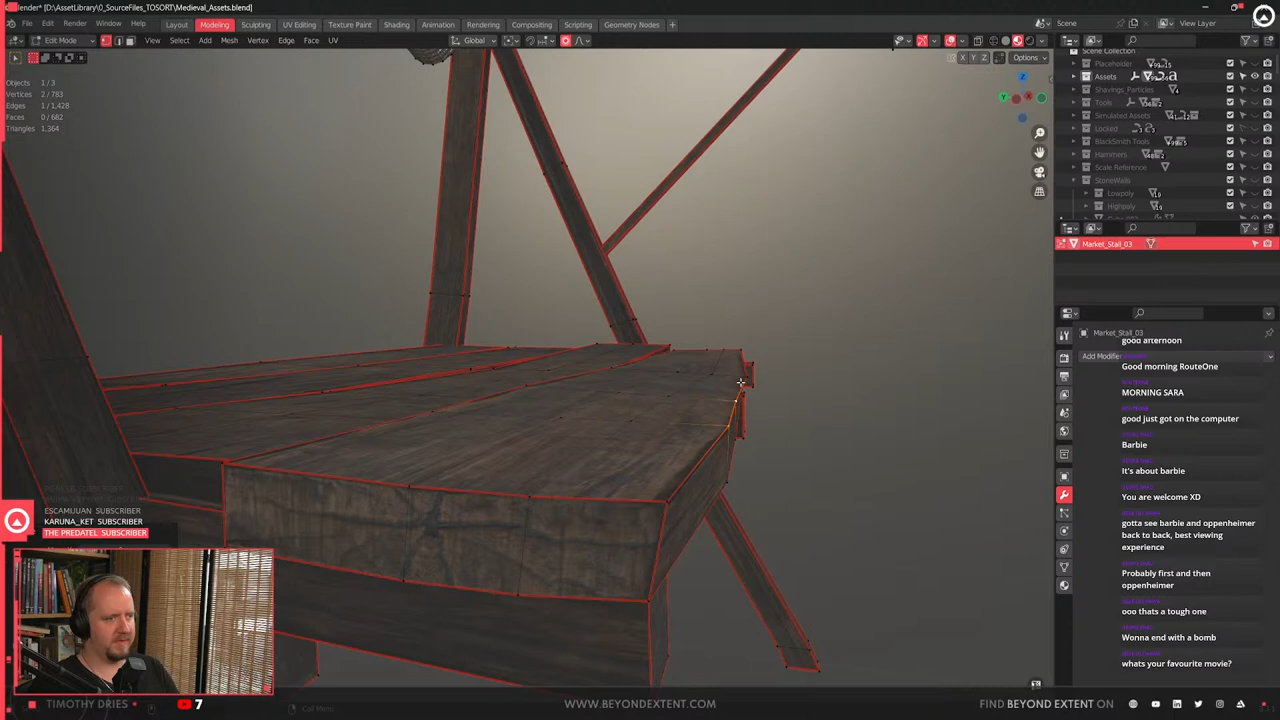 Blender* [D:\AssetLibrary\0_SourceFiles_TOSORT\Medieval_Assets.blend]
File Edit Render Window Help
Layout Modeling Sculpting UV Editing Texture Paint Shading Animation Rendering Compositing Scripting Geometry Nodes
Scene
View Layer
Edit Mode View Select Add Mesh Vertex Edge Face UV
Global
X Y Z Options
Objects 1/3
Vertices 2/783
Edges 1/1,428
Faces 0/682
Triangles 1,364
Scene Collection
Placeholder
Assets
Shavings_Particles
Tools
Simulated Assets
Locked
BlackSmith Tools
Hammers
Scale Reference
StoneWalls
Lowpoly
Highpoly
Market_Stall_03
Market_Stall_03
Add Modifier
good afternoon
Good morning RouteOne
MORNING SARA
good just got on the computer
Barbie
It's about barbie
You are welcome XD
gotta see barbie and oppenheimer
back to back, best viewing
experience
Probably first and then
oppenheimer
ooo thats a tough one
Wonna end with a bomb
whats your favourite movie?
ESCAMIJUAN SUBSCRIBER
KARUNA_KET SUBSCRIBER
THE PREDATEL SUBSCRIBER
Call Menu
TIMOTHY DRIES
7
WWW.BEYONDEXTENT.COM
FIND BEYOND EXTENT ON